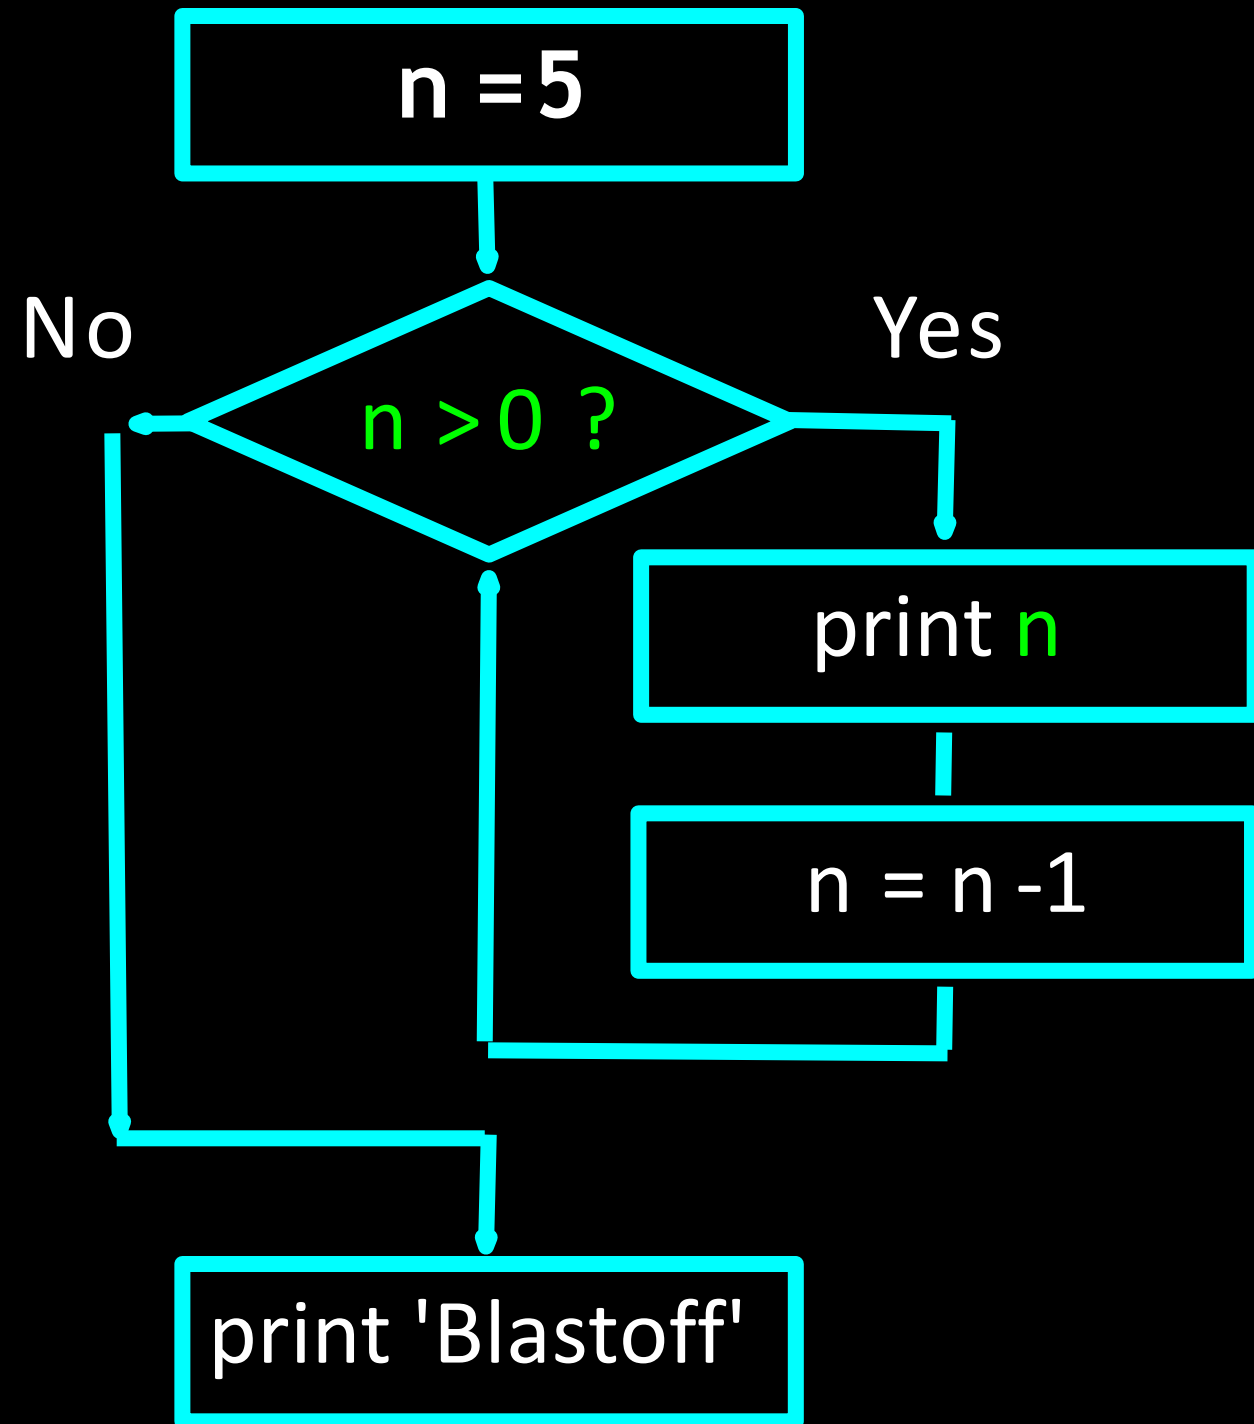 n = 5
No
Yes
n > 0 ?
print n
n = n -1
print 'Blastoff'